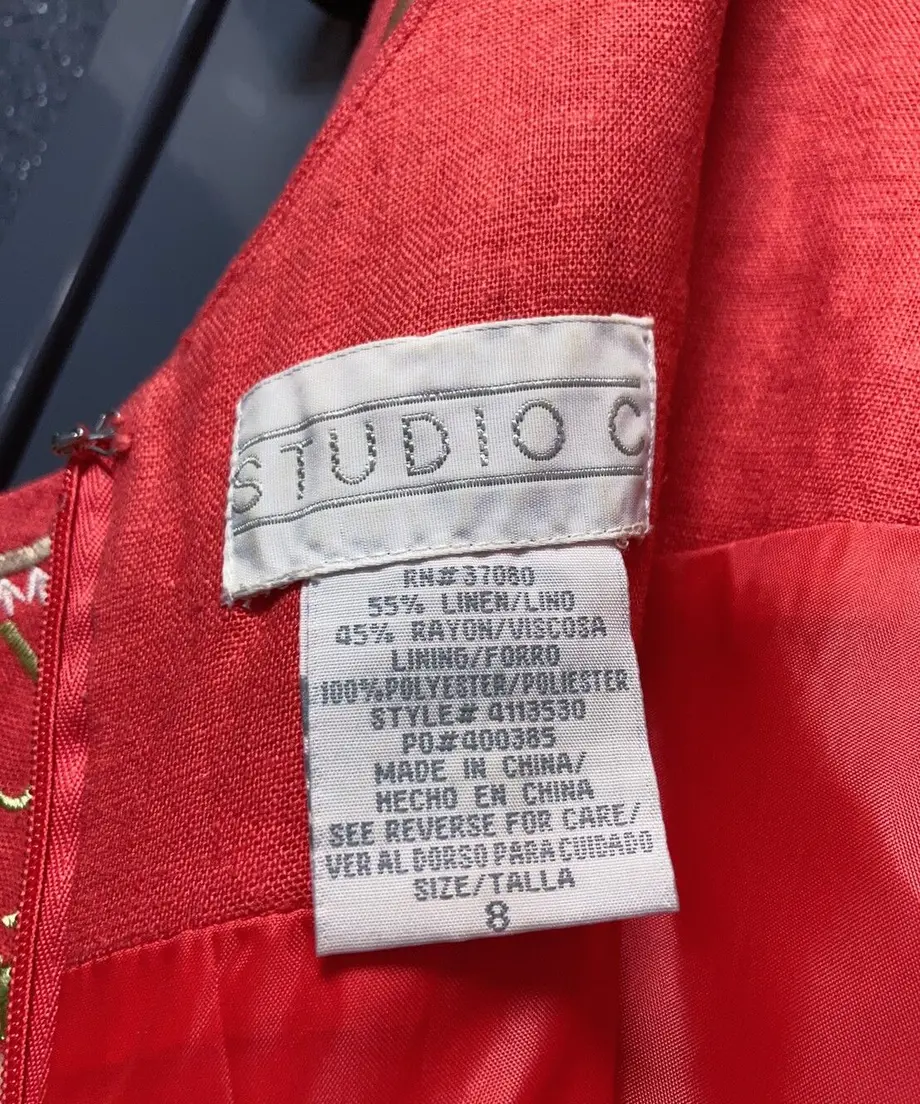 STUDIO C
RN# 37080
55% LINEN/LINO
45% RAYON/VISCOSA
LINING/FORRO
100%POLYESTER/POLIESTER
STYLE# 4113530
PO#400385
MADE IN CHINA/
HECHO EN CHINA
SEE REVERSE FOR CARE/
VER AL DORSO PARA CUIDADO
SIZE/TALLA
8